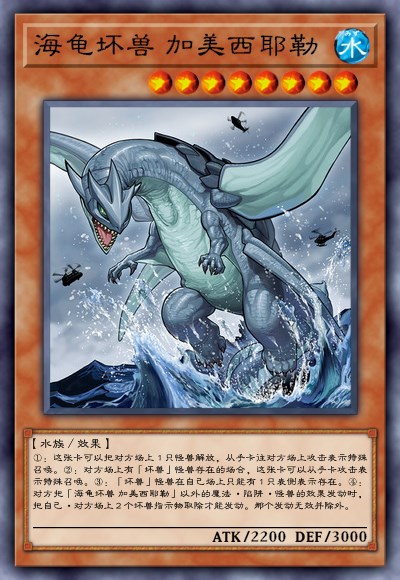 海龟坏兽 加美西耶勒
水
【水族／效果】
①：这张卡可以把对方场上1只怪兽解放，从手卡往对方场上攻击表示特殊
召唤。②：对方场上有「坏兽」怪兽存在的场合，这张卡可以从手卡攻击表
示特殊召唤。③：「坏兽」怪兽在自己场上只能有1只表侧表示存在。④：
对方把「海龟坏兽 加美西耶勒」以外的魔法·陷阱·怪兽的效果发动时，
把自己·对方场上2个坏兽指示物取除才能发动。那个发动无效并除外。
ATK/2200 DEF/3000